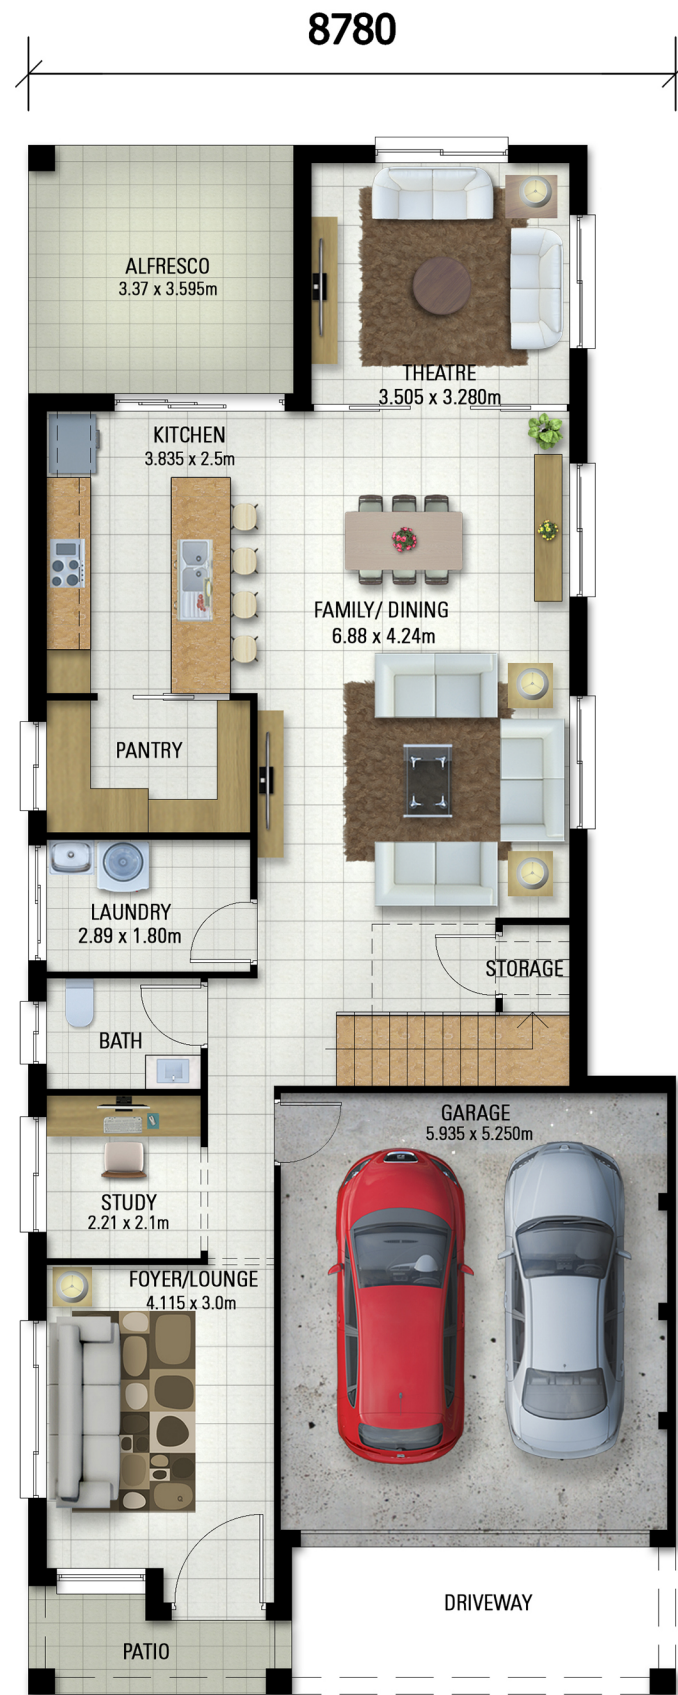 8780
ALFRESCO
3.37 x 3.595m
THEATRE
3.505 x 3.280m
KITCHEN
3.835 x 2.5m
FAMILY/ DINING
6.88 x 4.24m
PANTRY
LAUNDRY
2.89 x 1.80m
STORAGE
BATH
GARAGE
5.935 x 5.250m
STUDY
2.21 x 2.1m
FOYER/LOUNGE
4.115 x 3.0m
DRIVEWAY
PATIO